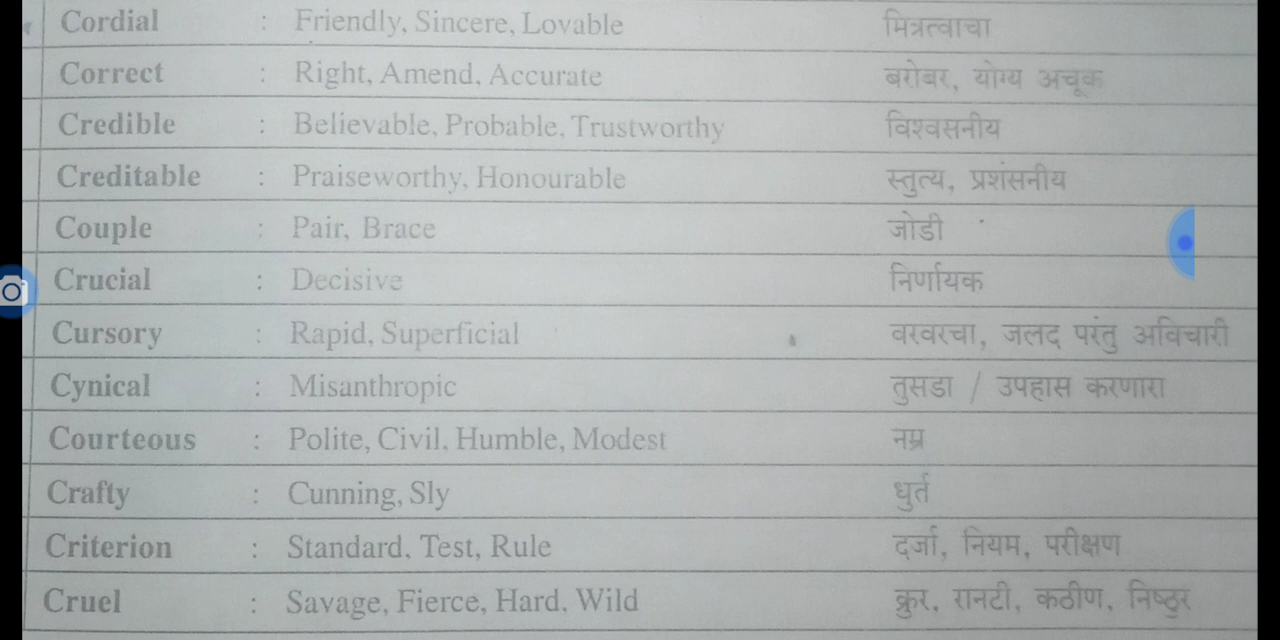 Cordial : Friendly, Sincere, Lovable मित्रत्वाचा
Correct : Right, Amend, Accurate बरोबर, योग्य अचूक
Credible : Believable, Probable, Trustworthy विश्वसनीय
Creditable : Praiseworthy, Honourable स्तुत्य, प्रशंसनीय
Couple : Pair, Brace जोडी
Crucial : Decisive निर्णायक
Cursory : Rapid, Superficial वरवरचा, जलद परंतु अविचारी
Cynical : Misanthropic तुसडा / उपहास करणारा
Courteous : Polite, Civil, Humble, Modest नम्र
Crafty : Cunning, Sly धुर्त
Criterion : Standard, Test, Rule दर्जा, नियम, परीक्षण
Cruel : Savage, Fierce, Hard, Wild क्रुर, रानटी, कठीण, निष्ठुर